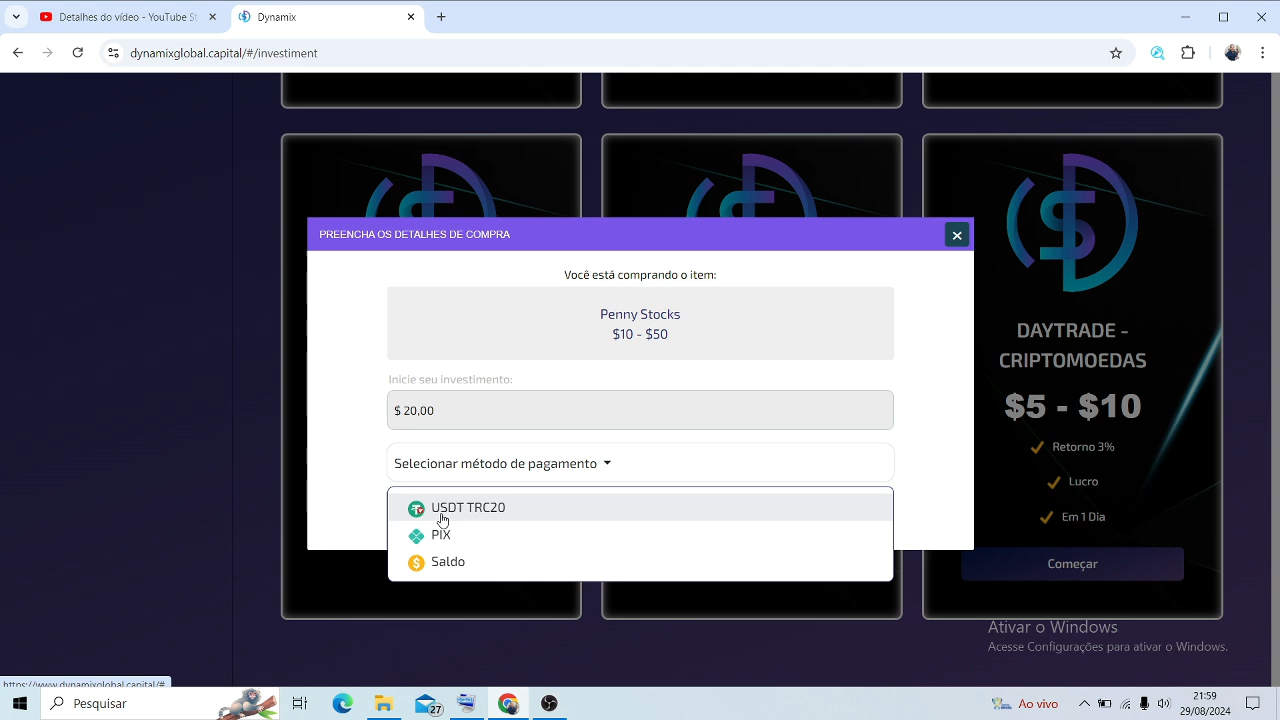 Detalhes do vídeo - YouTube St
Dynamix
dynamixglobal.capital/#/investment
PREENCHA OS DETALHES DE COMPRA
Você está comprando o item:
Penny Stocks
$10 - $50
Inicie seu investimento:
$ 20,00
Selecionar método de pagamento
USDT TRC20
PIX
Saldo
DAYTRADE -
CRIPTOMOEDAS
$5 - $10
Retorno 3%
Lucro
Em 1 Dia
Começar
Ativar o Windows
Acesse Configurações para ativar o Windows.
https://www.dynamixglobal.capital/#
Pesquisar
27
Ao vivo
21:59
29/08/2024